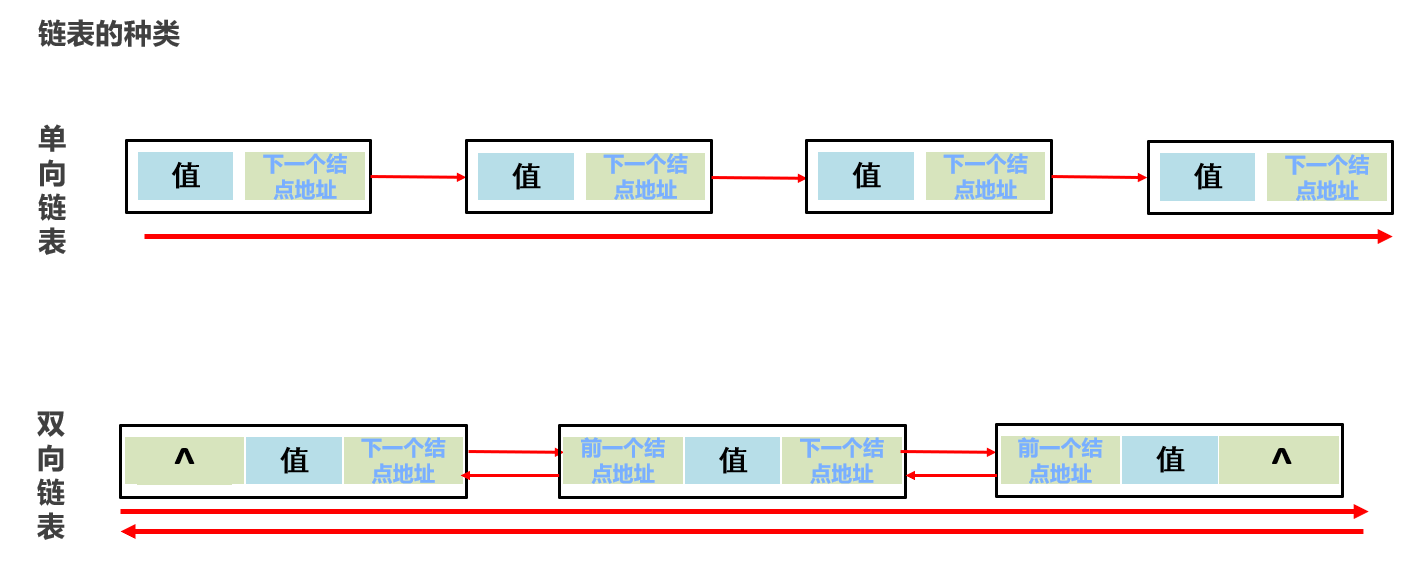 链表的种类
单向链表
值
下一个结
点地址
值
下一个结
点地址
值
下一个结
点地址
值
下一个结
点地址
双向链表
^
值
下一个结
点地址
前一个结
点地址
值
下一个结
点地址
前一个结
点地址
值
^